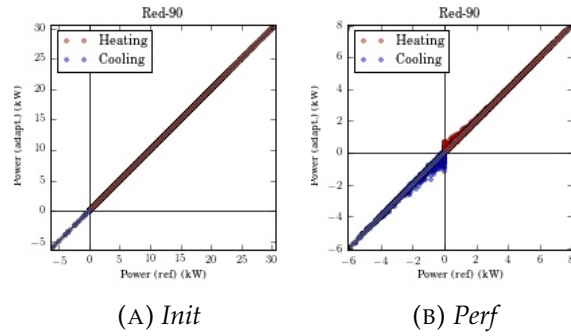 Red-90
Heating
Cooling
Power (adapt.) (kW)
30
25
20
15
10
5
0
−5
−5 0 5 10 15 20 25 30
Power (ref) (kW)
(A) Init
Red-90
Heating
Cooling
Power (adapt.) (kW)
8
6
4
2
0
−2
−4
−6
−6 −4 −2 0 2 4 6 8
Power (ref) (kW)
(B) Perf